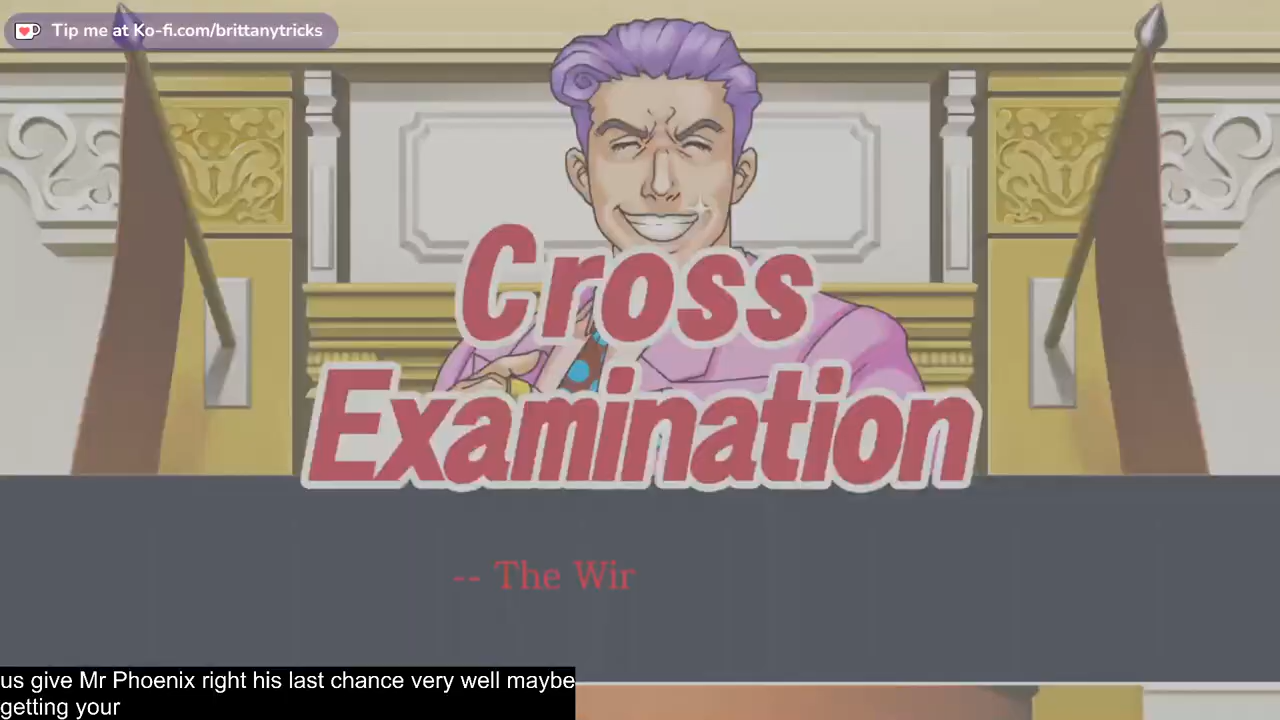 Tip me at Ko-fi.com/brittanytricks
Cross
Examination
-- The Wir
us give Mr Phoenix right his last chance very well maybe
getting your